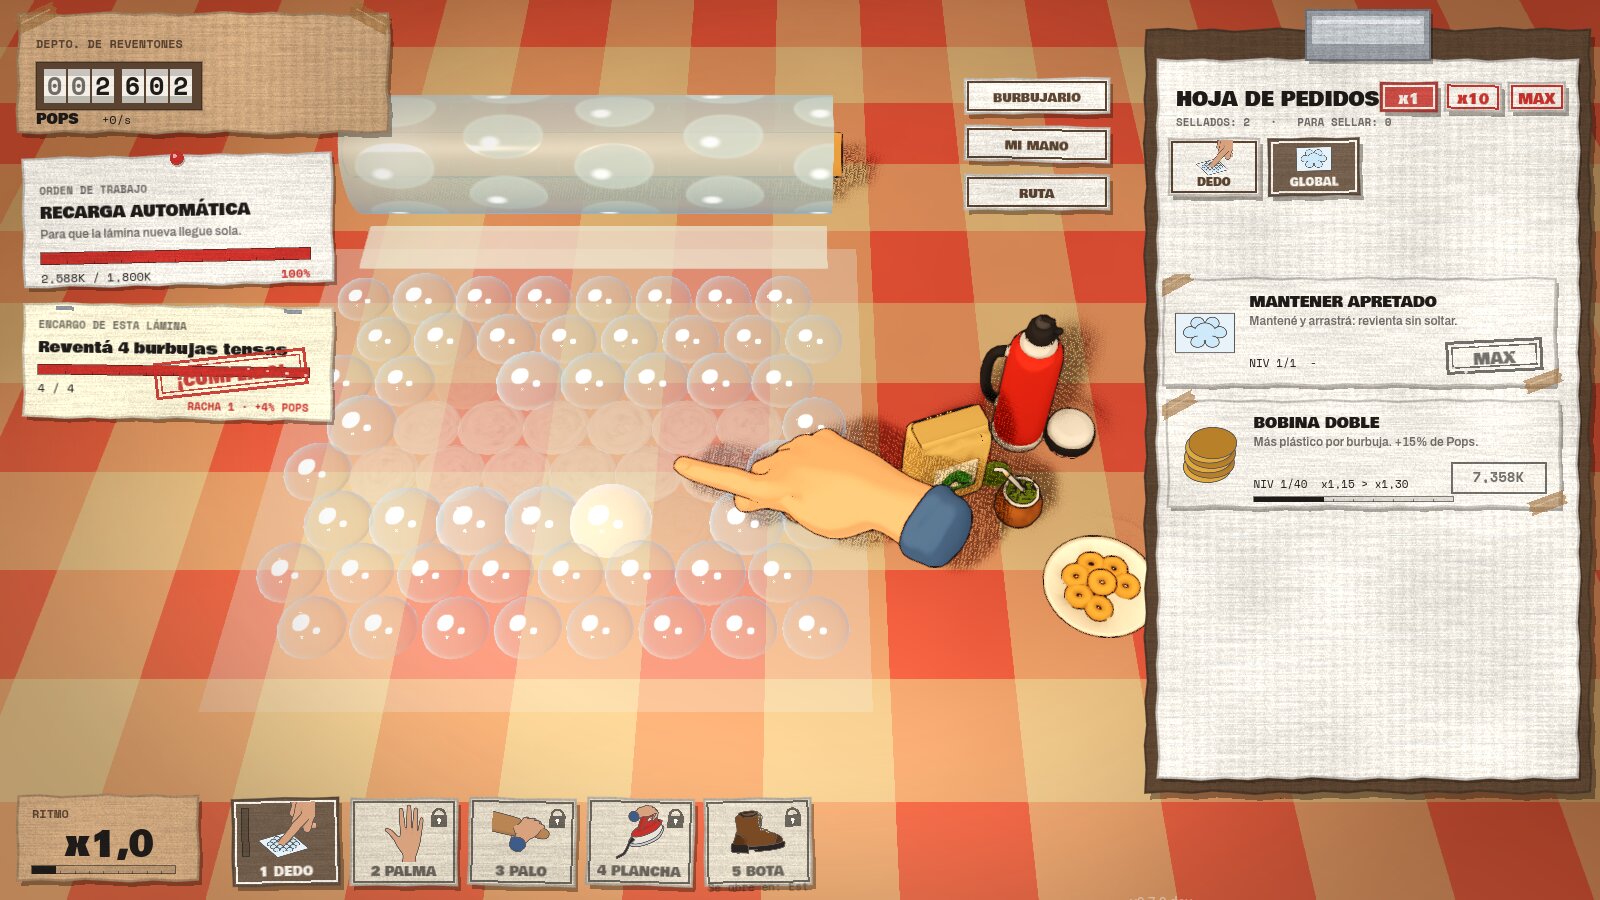 DEPTO. DE REVENTONES
002602
POPS +0/s
ORDEN DE TRABAJO
RECARGA AUTOMÁTICA
Para que la lámina nueva llegue sola.
2.588K / 1.800K 100%
ENCARGO DE ESTA LÁMINA
Reventá 4 burbujas tensas
4 / 4
RACHA 1 · +4% POPS
BURBUJARIO
MI MANO
RUTA
HOJA DE PEDIDOS x1 x10 MAX
SELLADOS: 2 · PARA SELLAR: 0
DEDO GLOBAL
MANTENER APRETADO
Mantené y arrastrá: revienta sin soltar.
NIV 1/1 -
MAX
BOBINA DOBLE
Más plástico por burbuja. +15% de Pops.
7,358K
NIV 1/40 x1,15 > x1,30
RITMO
x1,0
1 DEDO
2 PALMA
3 PALO
4 PLANCHA
5 BOTA
Se abre en: Est.